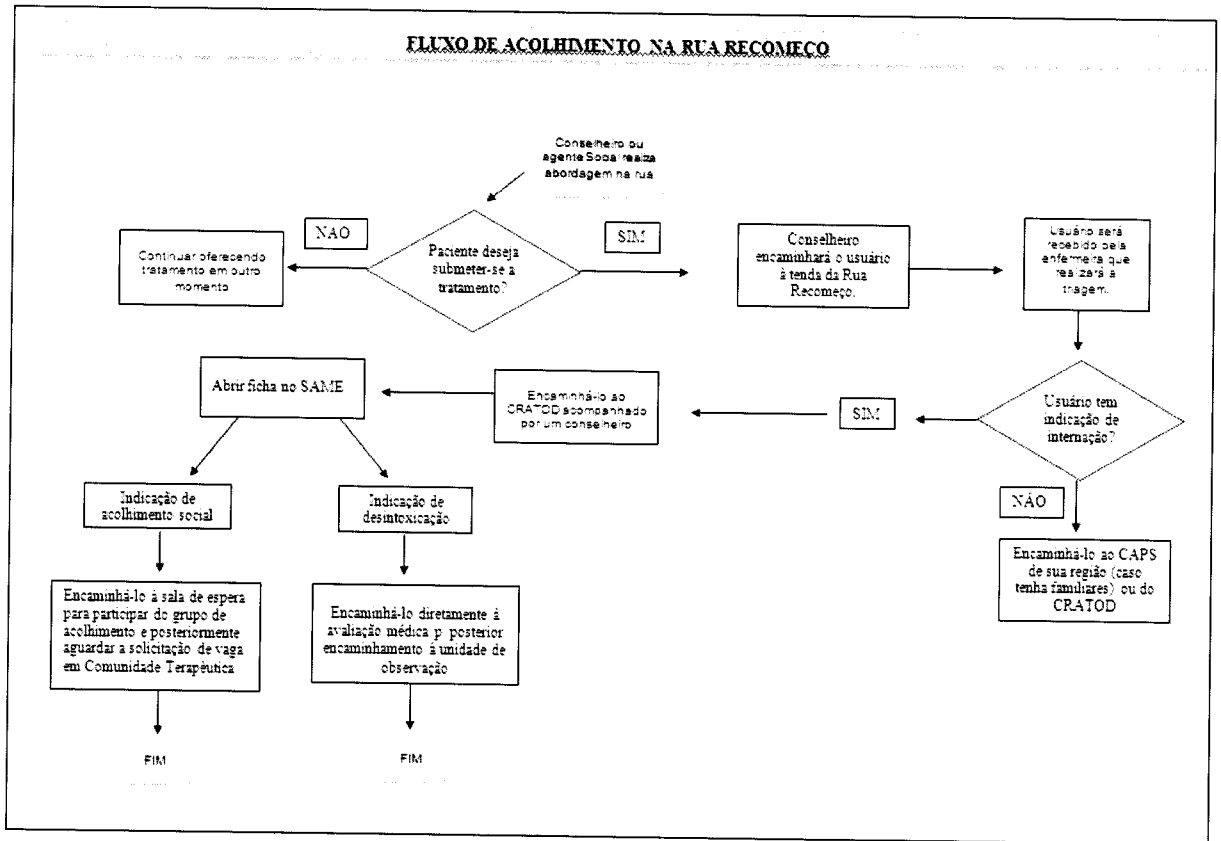 FLUXO DE ACOLHIMENTO NA RUA RECOMEÇO
Conselheiro ou
agente Social realiza
abordagem na rua
NÃO
SIM
Continuar oferecendo
tratamento em outro
momento
Paciente deseja
submeter-se a
tratamento?
Conselheiro
encaminhará o usuário
à tenda da Rua
Recomeço.
Usuário será
recebido pela
enfermeira que
realizará a
triagem.
Abrir ficha no SAME
Encaminhá-lo ao
CRATOD acompanhado
por um conselheiro
SIM
Usuário tem
indicação de
internação?
NÃO
Indicação de
acolhimento social
Indicação de
desintoxicação
Encaminhá-lo ao CAPS
de sua região (caso
tenha familiares) ou do
CRATOD
Encaminhá-lo à sala de espera
para participar do grupo de
acolhimento e posteriormente
aguardar a solicitação de vaga
em Comunidade Terapêutica
Encaminhá-lo diretamente à
avaliação médica p posterior
encaminhamento à unidade de
observação
FIM
FIM